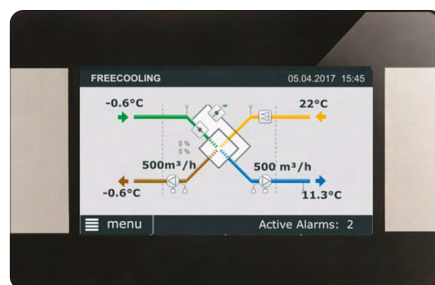 FREECOOLING 05.04.2017 15:45
-0.6°C 22°C
0 %
0 %
500m³/h 500 m³/h
-0.6°C 11.3°C
menu Active Alarms: 2